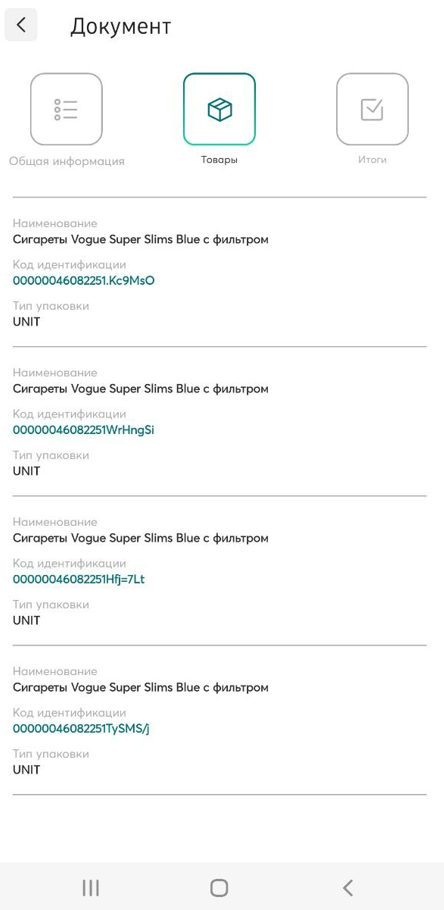 Документ
Общая информация
Товары
Итоги
Наименование
Сигареты Vogue Super Slims Blue с фильтром
Код идентификации
00000046082251.Kc9MsO
Тип упаковки
UNIT
Наименование
Сигареты Vogue Super Slims Blue с фильтром
Код идентификации
00000046082251WrHngSi
Тип упаковки
UNIT
Наименование
Сигареты Vogue Super Slims Blue с фильтром
Код идентификации
00000046082251Hfj=7Lt
Тип упаковки
UNIT
Наименование
Сигареты Vogue Super Slims Blue с фильтром
Код идентификации
00000046082251TySMS/j
Тип упаковки
UNIT